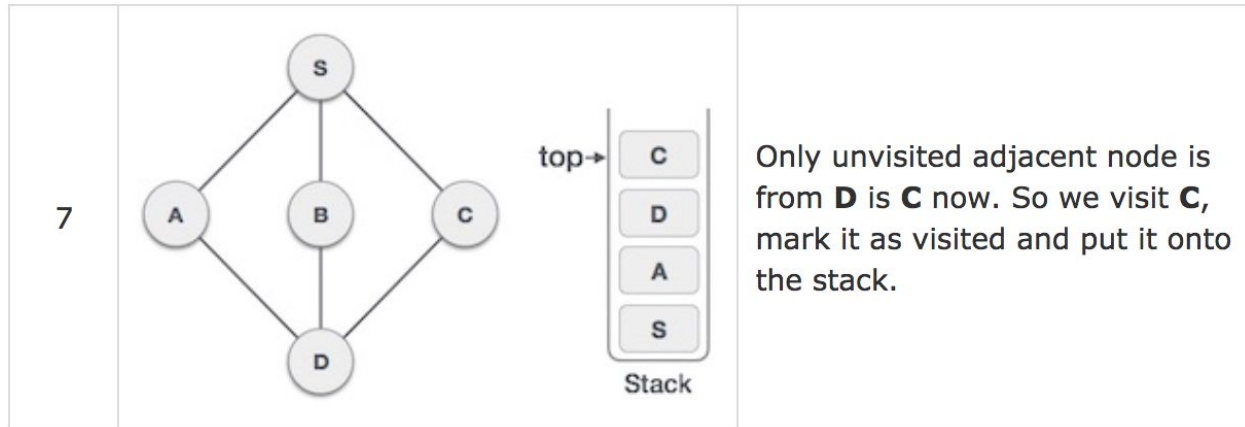 7
S
A
B
C
D
top→
C
D
A
S
Stack
Only unvisited adjacent node is
from D is C now. So we visit C,
mark it as visited and put it onto
the stack.